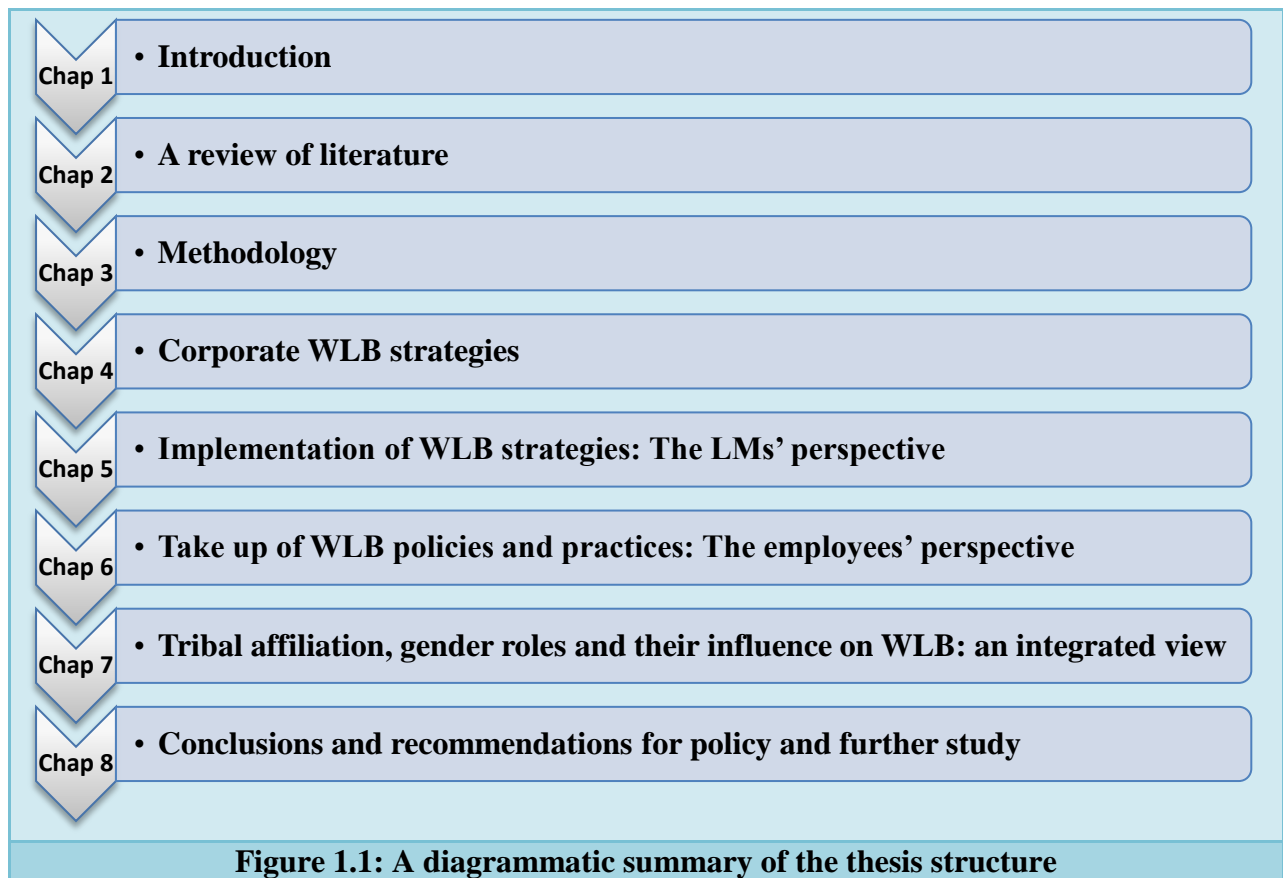 Chap 1
• Introduction
Chap 2
• A review of literature
Chap 3
• Methodology
Chap 4
• Corporate WLB strategies
Chap 5
• Implementation of WLB strategies: The LMs’ perspective
Chap 6
• Take up of WLB policies and practices: The employees’ perspective
Chap 7
• Tribal affiliation, gender roles and their influence on WLB: an integrated view
Chap 8
• Conclusions and recommendations for policy and further study
Figure 1.1: A diagrammatic summary of the thesis structure